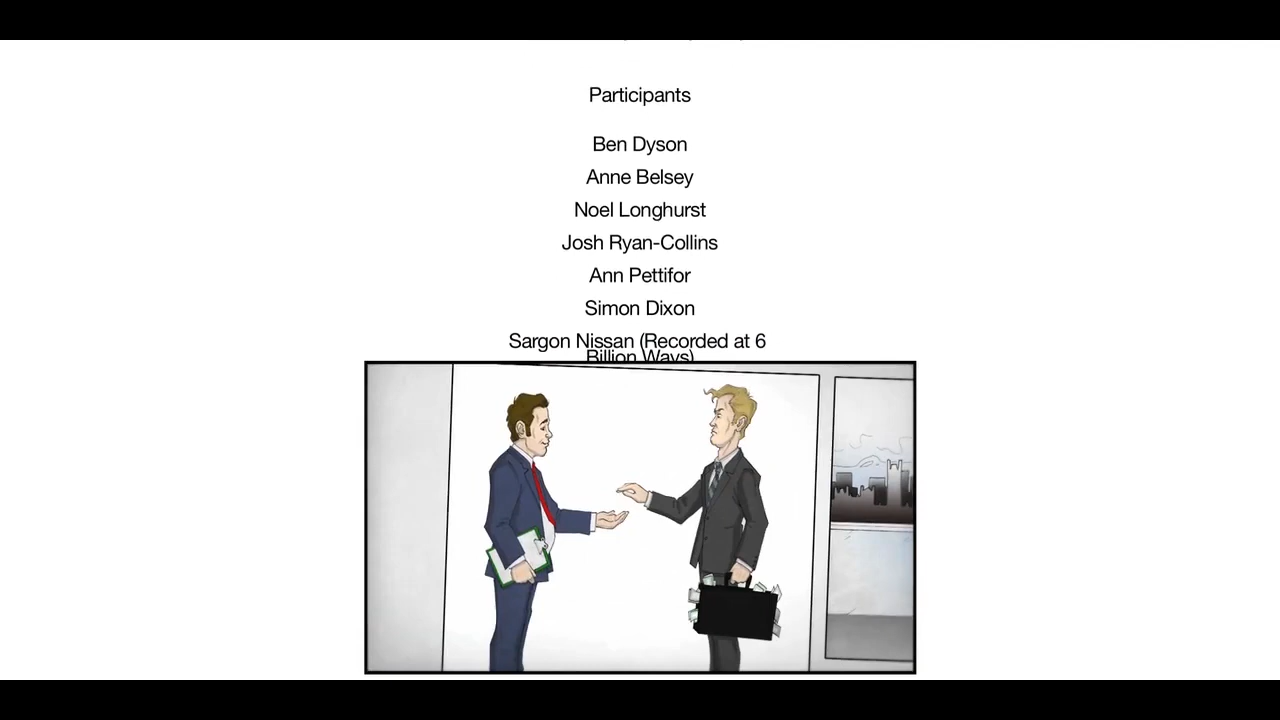 Participants
Ben Dyson
Anne Belsey
Noel Longhurst
Josh Ryan-Collins
Ann Pettifor
Simon Dixon
Sargon Nissan (Recorded at 6
Billion Ways)